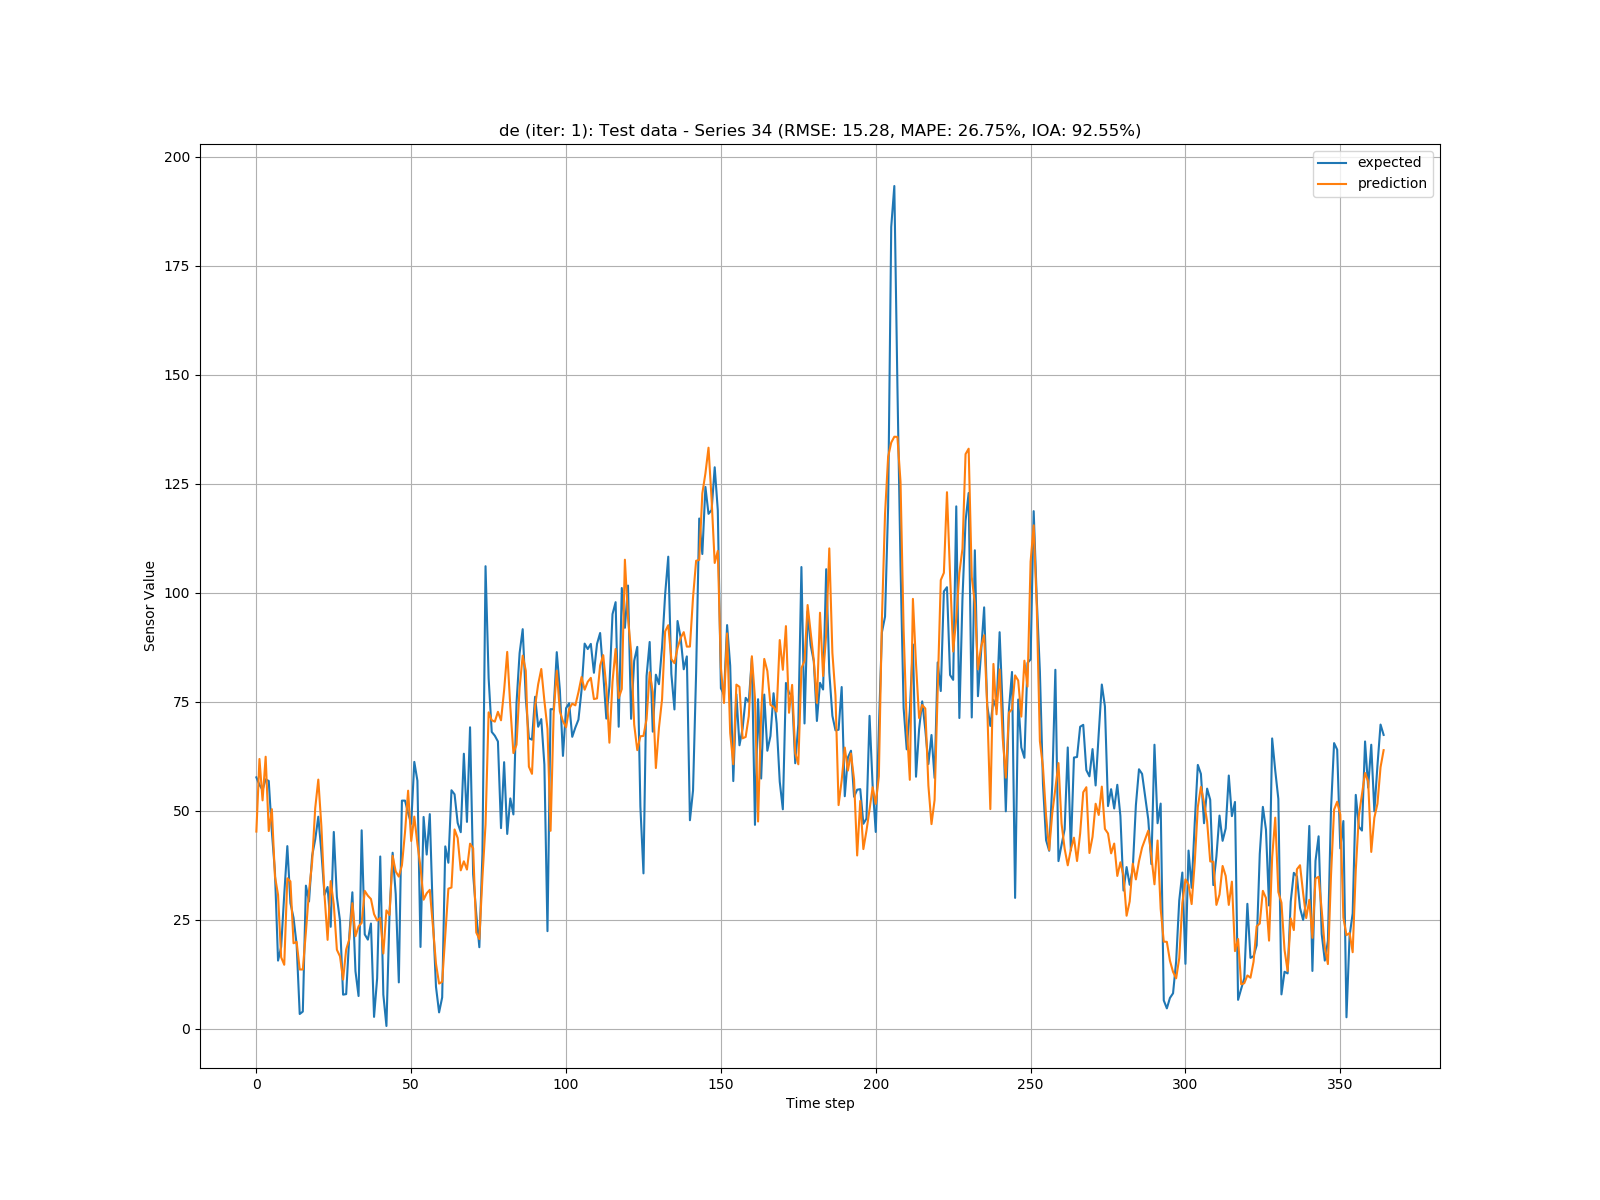 de (iter: 1): Test data - Series 34 (RMSE: 15.28, MAPE: 26.75%, IOA: 92.55%)
expected
prediction
200
175
150
125
100
75
50
25
0
Sensor Value
0 50 100 150 200 250 300 350
Time step